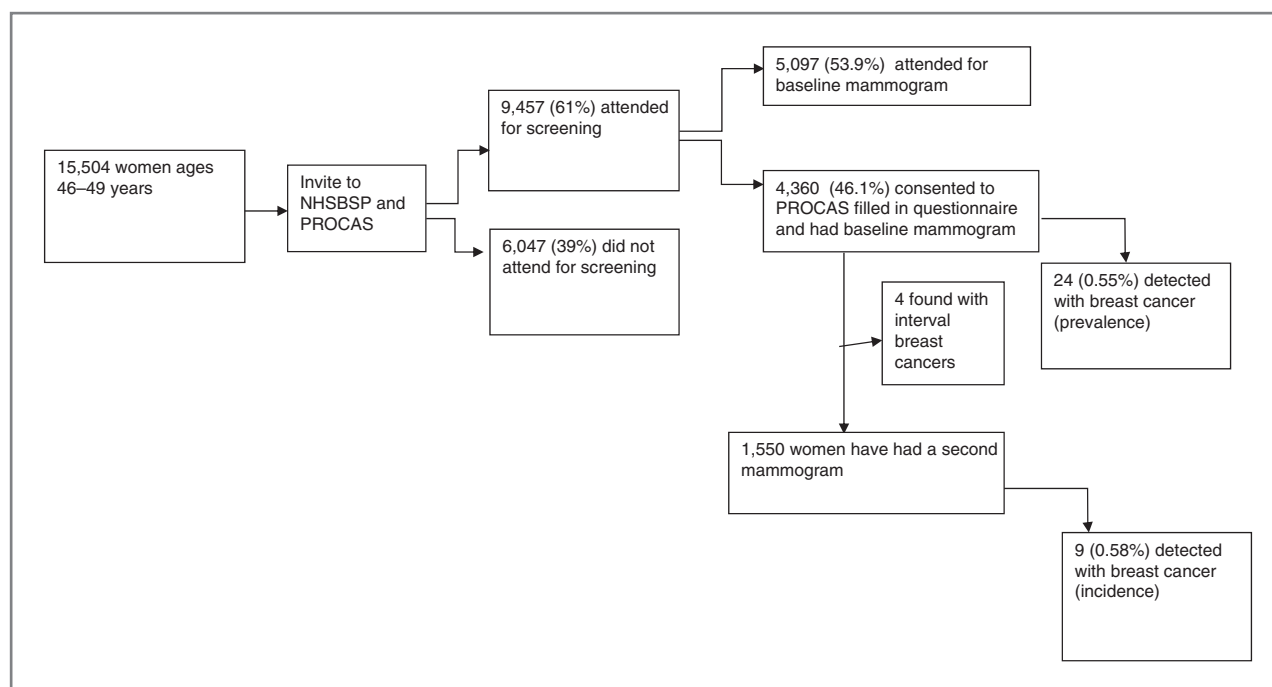 15,504 women ages
46–49 years
Invite to
NHSBSP and
PROCAS
9,457 (61%) attended
for screening
6,047 (39%) did not
attend for screening
5,097 (53.9%) attended for
baseline mammogram
4,360 (46.1%) consented to
PROCAS filled in questionnaire
and had baseline mammogram
24 (0.55%) detected
with breast cancer
(prevalence)
4 found with
interval
breast
cancers
1,550 women have had a second
mammogram
9 (0.58%) detected
with breast cancer
(incidence)